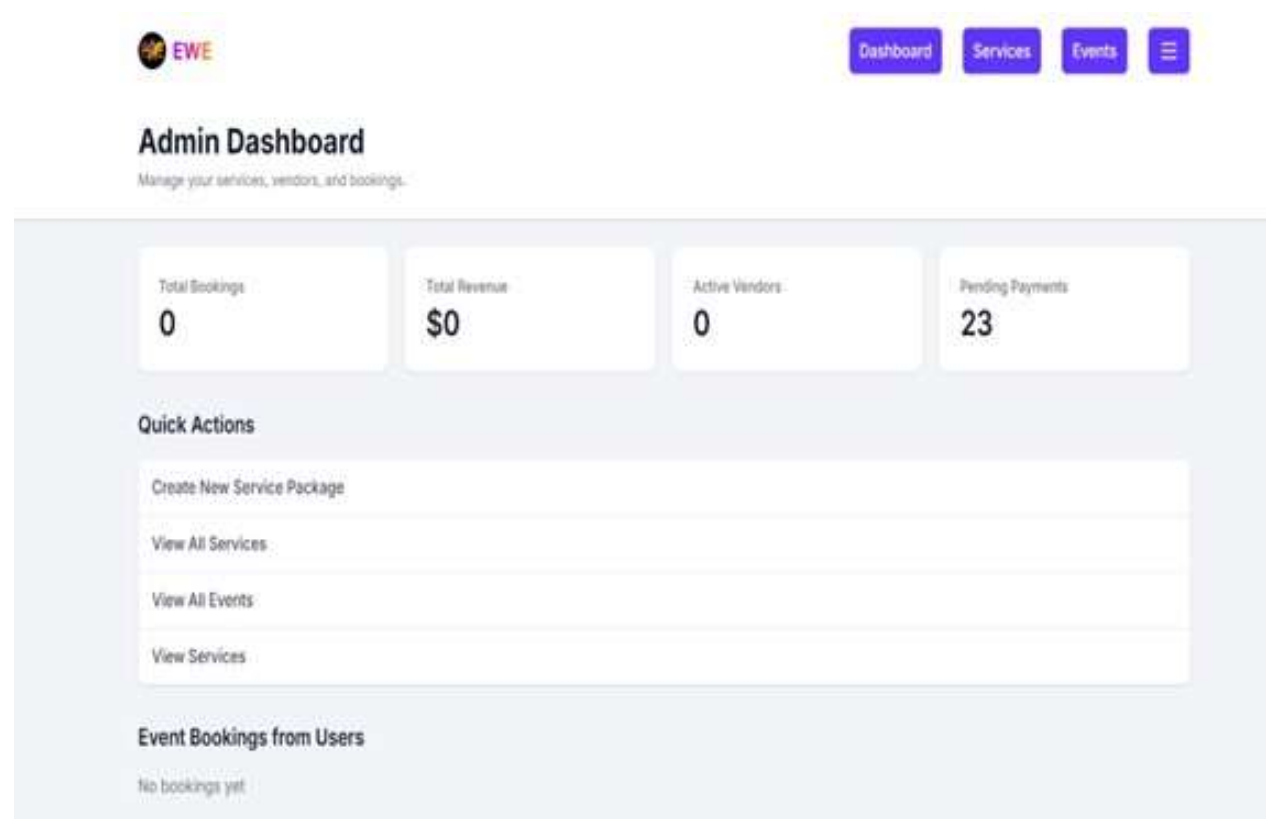 EWE
Dashboard Services Events ☰
Admin Dashboard
Manage your services, vendors, and bookings.
Total Bookings Total Revenue Active Vendors Pending Payments
0 $0 0 23
Quick Actions
Create New Service Package
View All Services
View All Events
View Services
Event Bookings from Users
No bookings yet